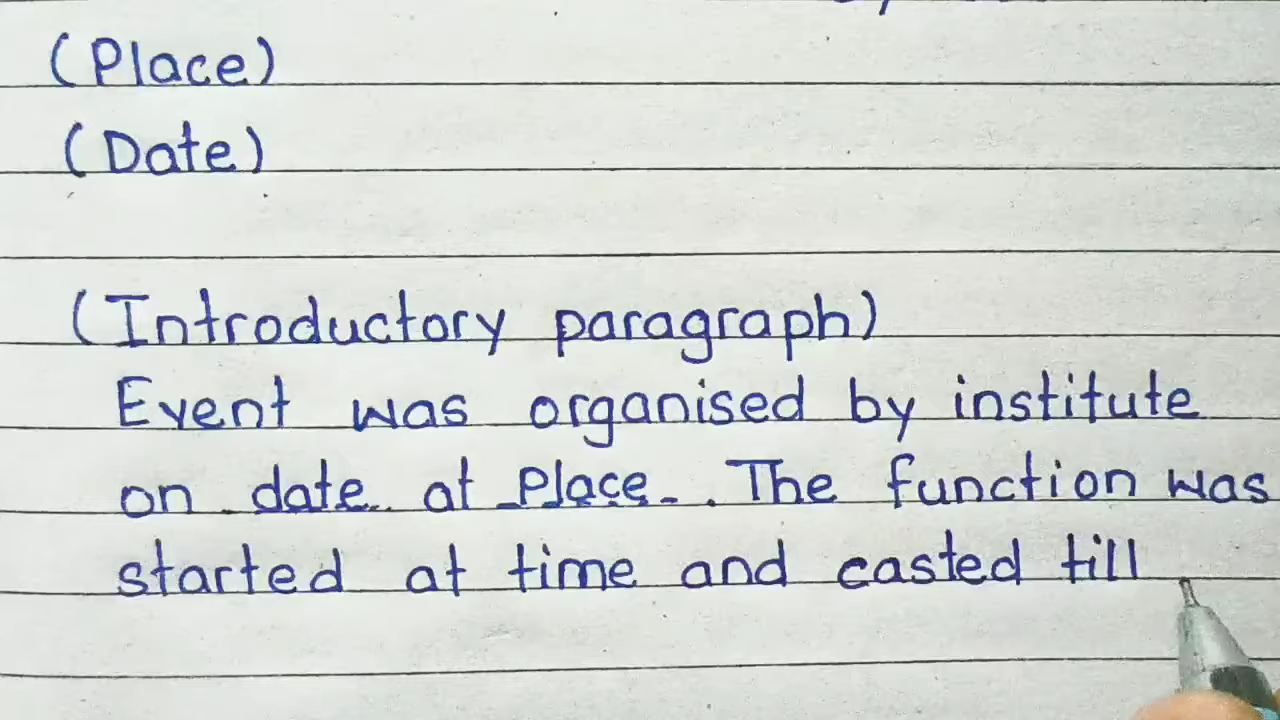 (Place)
(Date)
(Introductory paragraph)
Event was organised by institute
on date at Place. The function was
started at time and casted till